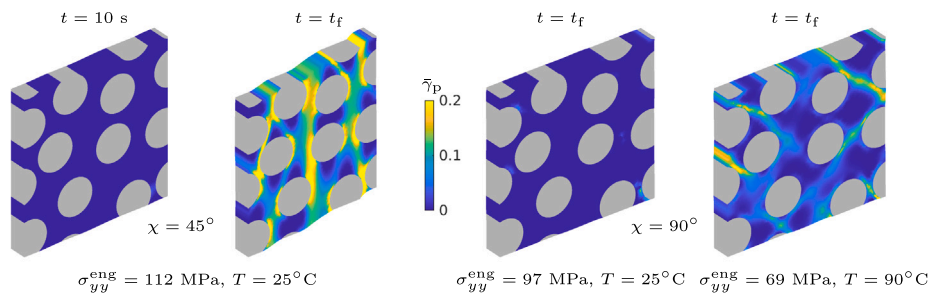 t = 10 s
t = t_f
t = t_f
t = t_f
γ̄_p
0.2
0.1
0
χ = 45°
χ = 90°
σ_yy^eng = 112 MPa, T = 25°C
σ_yy^eng = 97 MPa, T = 25°C
σ_yy^eng = 69 MPa, T = 90°C